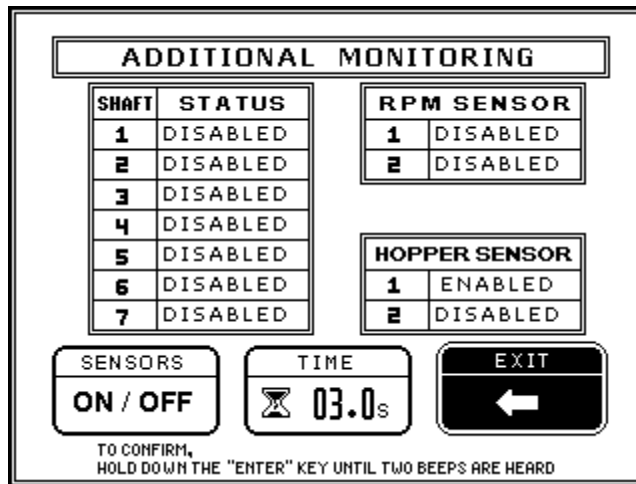 ADDITIONAL MONITORING
SHAFT STATUS
1 DISABLED
2 DISABLED
3 DISABLED
4 DISABLED
5 DISABLED
6 DISABLED
7 DISABLED
RPM SENSOR
1 DISABLED
2 DISABLED
HOPPER SENSOR
1 ENABLED
2 DISABLED
SENSORS
ON / OFF
TIME
03.0s
EXIT
TO CONFIRM,
HOLD DOWN THE "ENTER" KEY UNTIL TWO BEEPS ARE HEARD